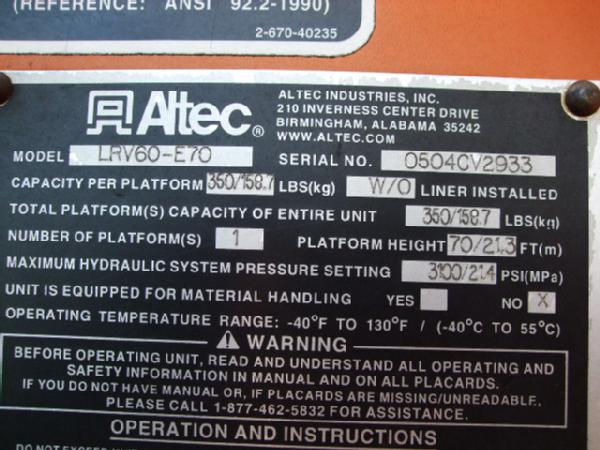 (REFERENCE: ANSI 92.2-1990)
2-670-40235
Altec®
ALTEC INDUSTRIES, INC.
210 INVERNESS CENTER DRIVE
BIRMINGHAM, ALABAMA 35242
WWW.ALTEC.COM
MODEL LRV60-E70 SERIAL NO. 0504CV2933
CAPACITY PER PLATFORM 350/158.7 LBS(kg) W/O LINER INSTALLED
TOTAL PLATFORM(S) CAPACITY OF ENTIRE UNIT 350/158.7 LBS(kg)
NUMBER OF PLATFORM(S) 1 PLATFORM HEIGHT 70/21.3 FT(m)
MAXIMUM HYDRAULIC SYSTEM PRESSURE SETTING 3100/21.4 PSI(MPa)
UNIT IS EQUIPPED FOR MATERIAL HANDLING YES NO X
OPERATING TEMPERATURE RANGE: -40°F TO 130°F / (-40°C TO 55°C)
WARNING
BEFORE OPERATING UNIT, READ AND UNDERSTAND ALL OPERATING AND
SAFETY INFORMATION IN MANUAL AND ON ALL PLACARDS.
IF YOU DO NOT HAVE MANUAL OR, IF PLACARDS ARE MISSING/UNREADABLE..
PLEASE CALL 1-877-462-5832 FOR ASSISTANCE.
OPERATION AND INSTRUCTIONS
DO NOT EXCEED